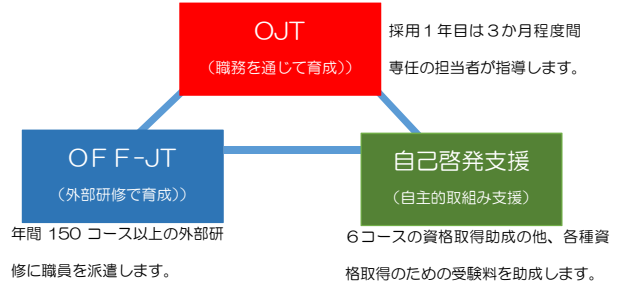 OJT
（職務を通じて育成））
採用１年目は３か月程度間
専任の担当者が指導します。
ＯＦＦ-JT
（外部研修で育成））
自己啓発支援
（自主的取組み支援）
年間 150 コース以上の外部研
修に職員を派遣します。
６コースの資格取得助成の他、各種資
格取得のための受験料を助成します。